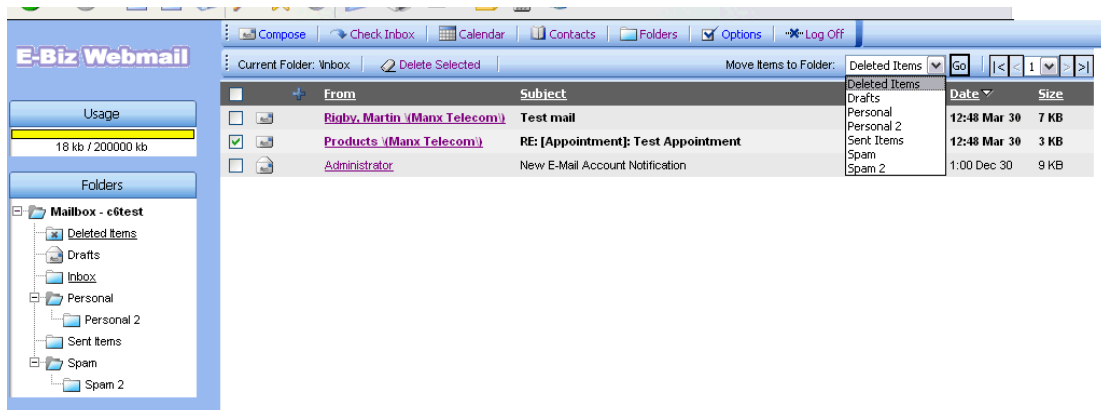 Compose Check Inbox Calendar Contacts Folders Options Log Off
E-Biz Webmail
Current Folder: \Inbox Delete Selected Move Items to Folder: Deleted Items Go |< < 1 > >|
Deleted Items
Drafts
Personal
Personal 2
Sent Items
Spam
Spam 2
From Subject Date Size
Rigby, Martin \(Manx Telecom\) Test mail 12:48 Mar 30 7 KB
Products \(Manx Telecom\) RE: [Appointment]: Test Appointment 12:48 Mar 30 3 KB
Administrator New E-Mail Account Notification 1:00 Dec 30 9 KB
Usage
18 kb / 200000 kb
Folders
Mailbox - c6test
Deleted Items
Drafts
Inbox
Personal
Personal 2
Sent Items
Spam
Spam 2